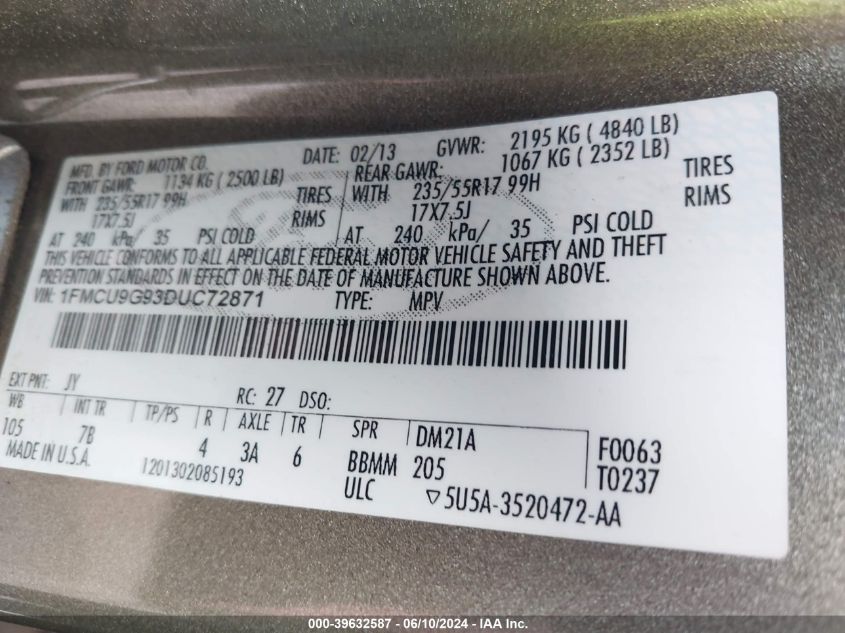 MFD. BY FORD MOTOR CO.
DATE: 02/13 GVWR: 2195 KG ( 4840 LB)
FRONT GAWR: 1134 KG ( 2500 LB) REAR GAWR: 1067 KG ( 2352 LB)
WITH 235/55R17 99H TIRES WITH 235/55R17 99H TIRES
17X7.5J RIMS 17X7.5J RIMS
AT 240 kPa/ 35 PSI COLD AT 240 kPa/ 35 PSI COLD
THIS VEHICLE CONFORMS TO ALL APPLICABLE FEDERAL MOTOR VEHICLE SAFETY AND THEFT
PREVENTION STANDARDS IN EFFECT ON THE DATE OF MANUFACTURE SHOWN ABOVE.
VIN: 1FMCU9G93DUC72871 TYPE: MPV
EXT PNT: JY RC: 27 DSO:
WB INT TR TP/PS R AXLE TR SPR DM21A F0063
105 7B 4 3A 6 BBMM 205 T0237
MADE IN U.S.A. 1201302085193 ULC ▽5U5A-3520472-AA
000-39632587 - 06/10/2024 - IAA Inc.